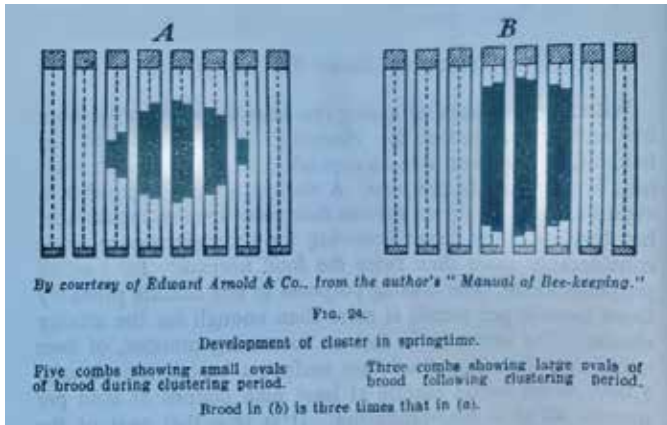 A
B
By courtesy of Edward Arnold & Co., from the author's "Manual of Bee-keeping."
FIG. 24.
Development of cluster in springtime.
Five combs showing small ovals
of brood during clustering period.
Three combs showing large ovals of
brood following clustering period.
Brood in (b) is three times that in (a).